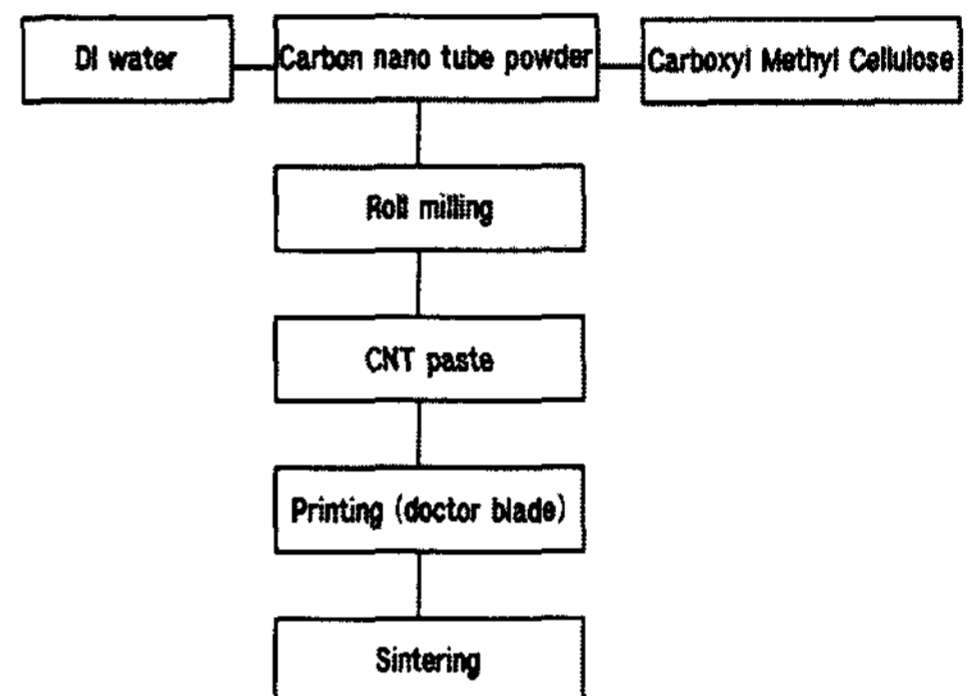 DI water
Carbon nano tube powder
Carboxyl Methyl Cellulose
Roll milling
CNT paste
Printing (doctor blade)
Sintering